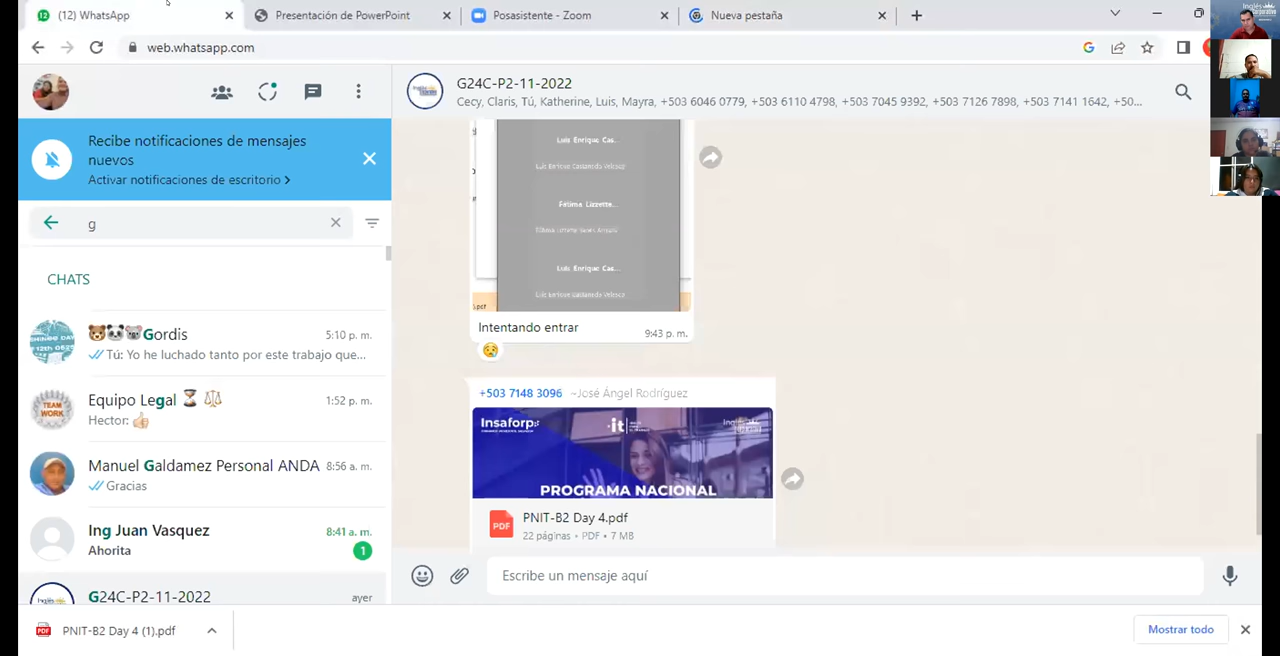 (12) WhatsApp
Presentación de PowerPoint
Posasistente - Zoom
Nueva pestaña
web.whatsapp.com
G24C-P2-11-2022
Cecy, Claris, Tú, Katherine, Luis, Mayra, +503 6046 0779, +503 6110 4798, +503 7045 9392, +503 7126 7898, +503 7141 1642, +50...
Recibe notificaciones de mensajes
nuevos
Activar notificaciones de escritorio >
g
CHATS
Gordis
5:10 p. m.
Tú: Yo he luchado tanto por este trabajo que...
Equipo Legal
1:52 p. m.
Hector:
Manuel Galdamez Personal ANDA
8:56 a. m.
Gracias
Ing Juan Vasquez
8:41 a. m.
Ahorita
1
G24C-P2-11-2022
ayer
Luis Enrique Cas...
Luis Enrique Castaneda Velasco
Fátima Lizzette...
Luis Enrique Cas...
Luis Enrique Castaneda Velasco
Intentando entrar
9:43 p. m.
+503 7148 3096 ~José Ángel Rodríguez
Insaforp
it
PROGRAMA NACIONAL
PDF
PNIT-B2 Day 4.pdf
22 páginas • PDF • 7 MB
Escribe un mensaje aquí
PNIT-B2 Day 4 (1).pdf
Mostrar todo